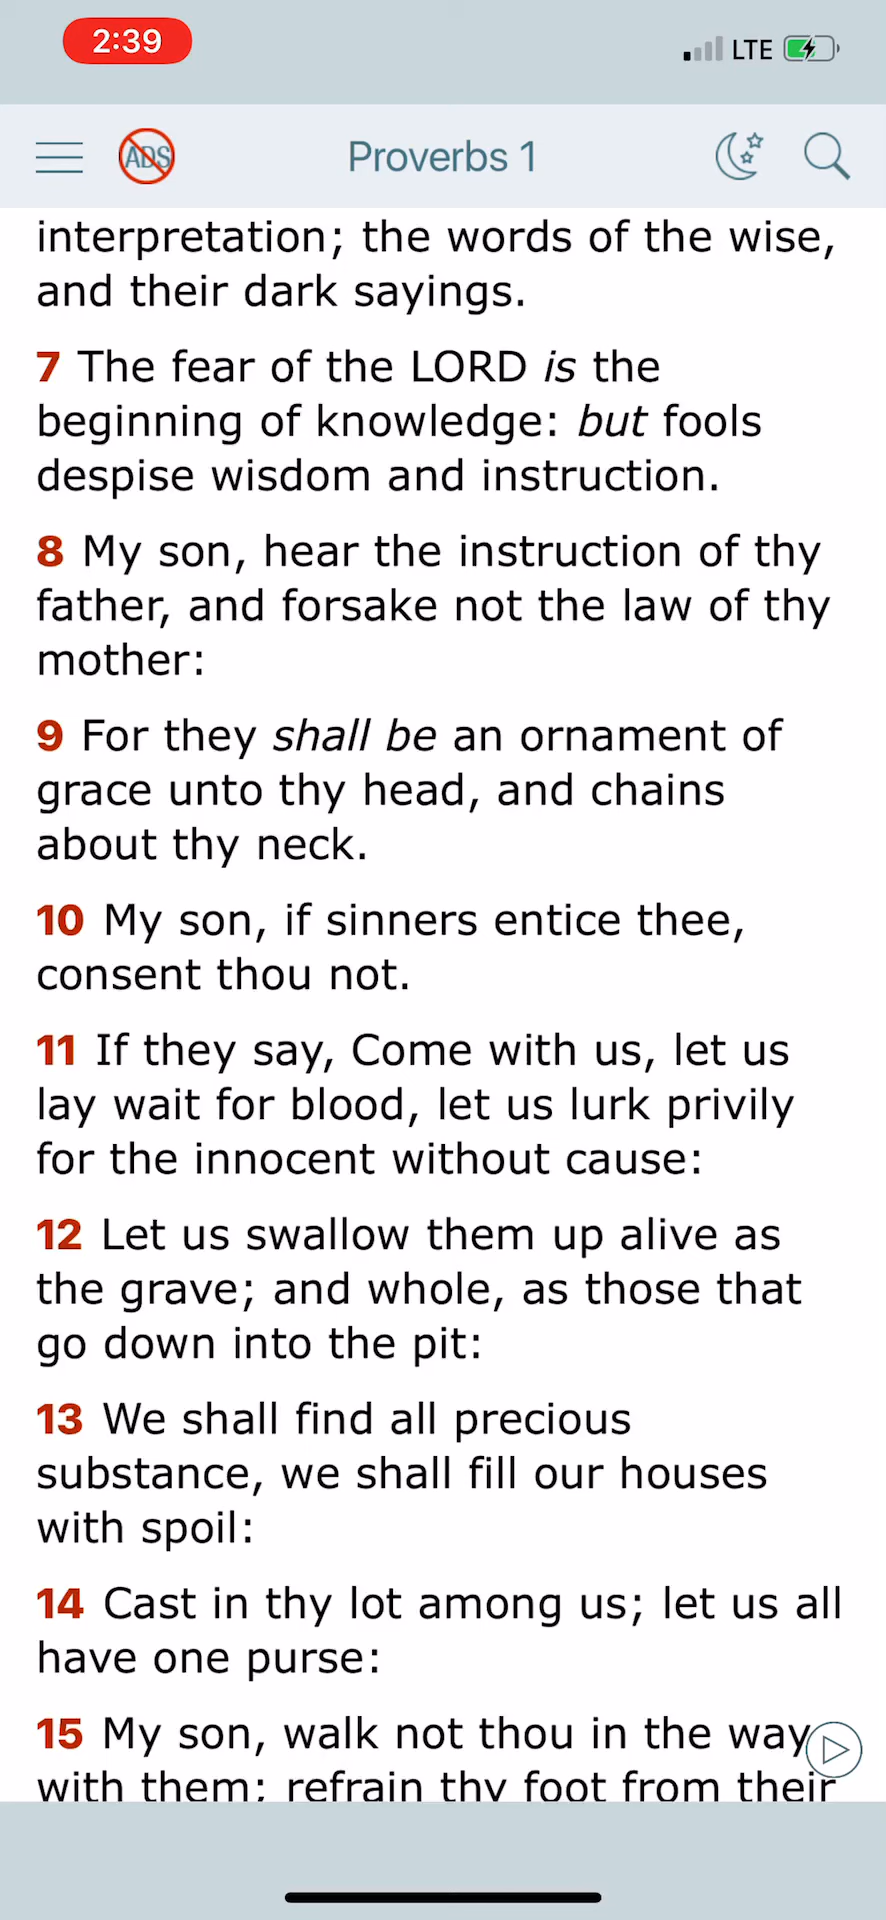 2:39
LTE
ADS
Proverbs 1
interpretation; the words of the wise,
and their dark sayings.
7 The fear of the LORD is the
beginning of knowledge: but fools
despise wisdom and instruction.
8 My son, hear the instruction of thy
father, and forsake not the law of thy
mother:
9 For they shall be an ornament of
grace unto thy head, and chains
about thy neck.
10 My son, if sinners entice thee,
consent thou not.
11 If they say, Come with us, let us
lay wait for blood, let us lurk privily
for the innocent without cause:
12 Let us swallow them up alive as
the grave; and whole, as those that
go down into the pit:
13 We shall find all precious
substance, we shall fill our houses
with spoil:
14 Cast in thy lot among us; let us all
have one purse:
15 My son, walk not thou in the way
with them; refrain thy foot from their